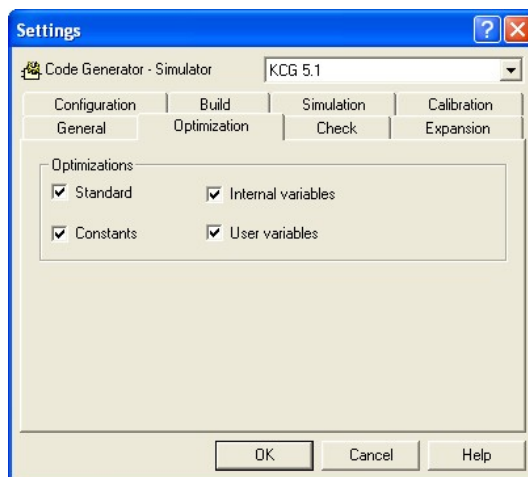 Settings
Code Generator - Simulator KCG 5.1
Configuration Build Simulation Calibration
General Optimization Check Expansion
Optimizations
Standard Internal variables
Constants User variables
OK Cancel Help